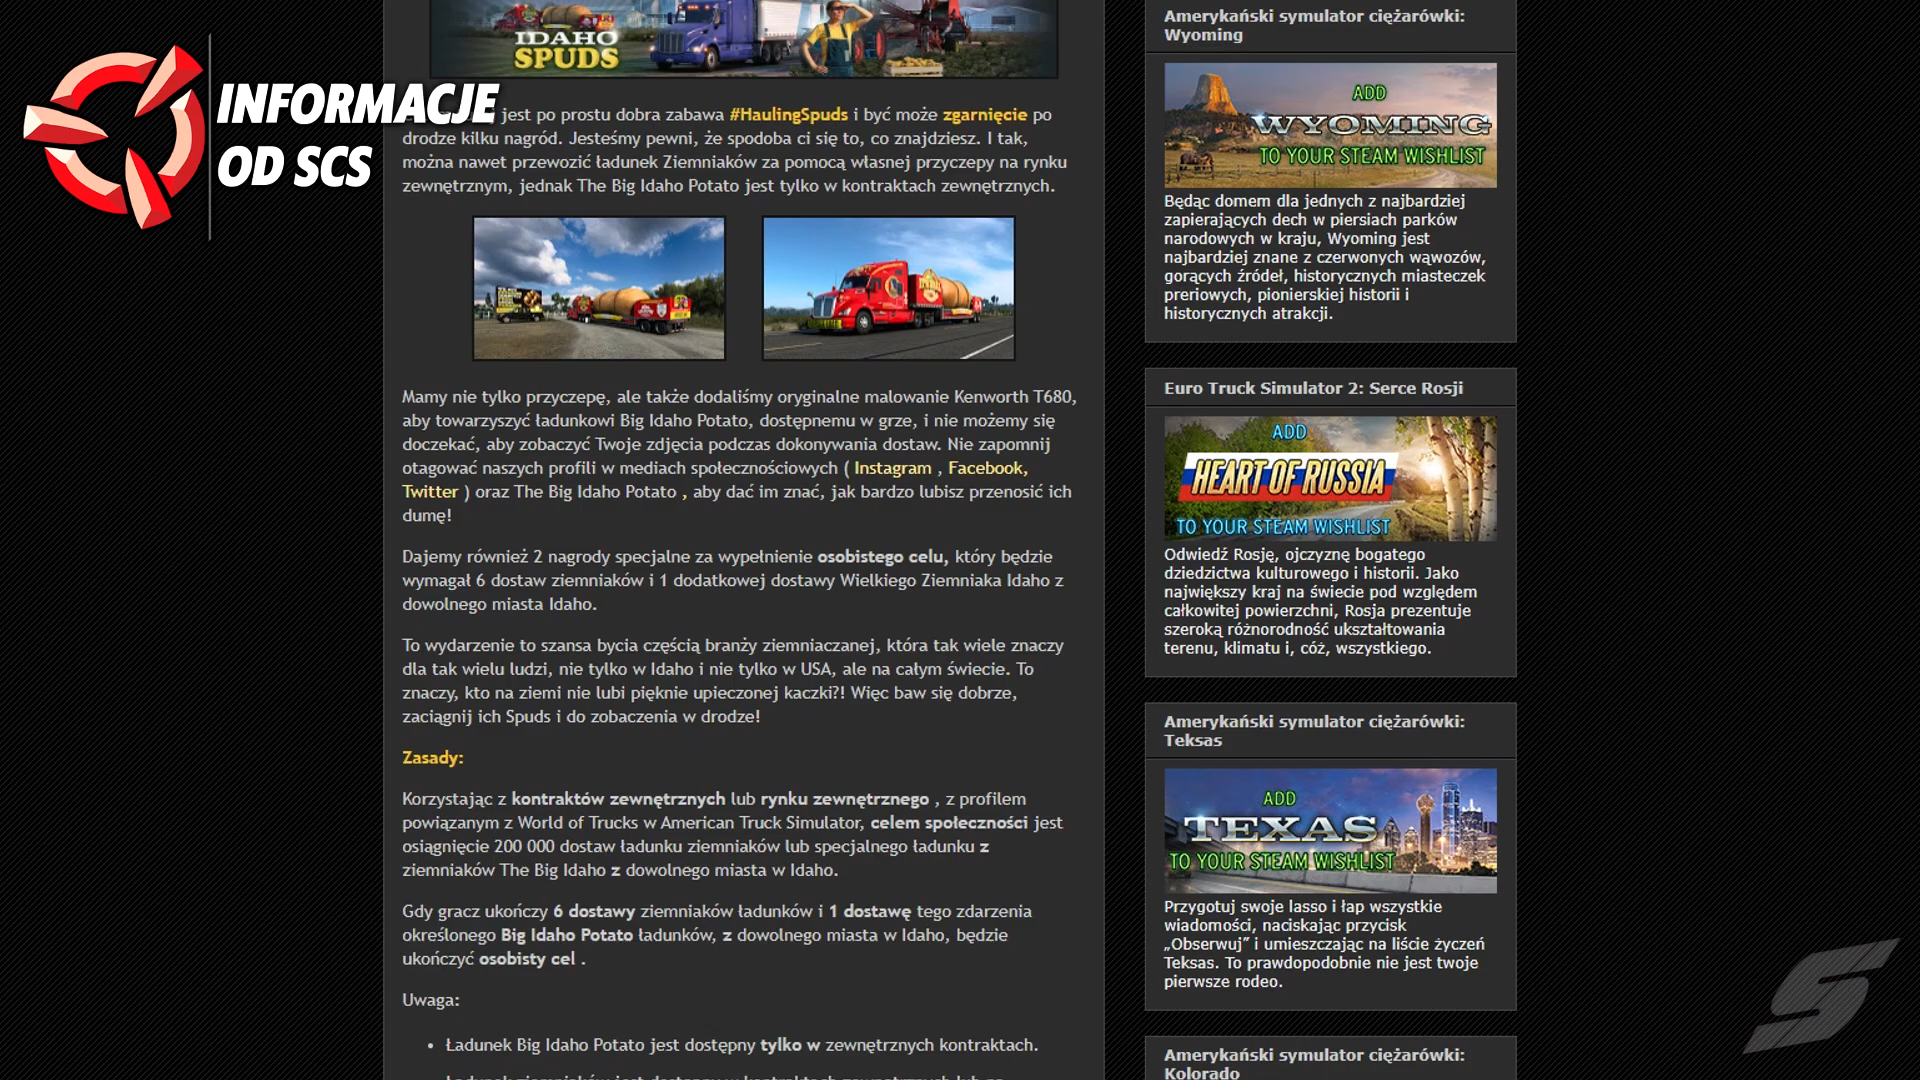 INFORMACJE
OD SCS
IDAHO
SPUDS
jest po prostu dobra zabawa #HaulingSpuds i być może zgarnięcie po
drodze kilku nagród. Jesteśmy pewni, że spodoba ci się to, co znajdziesz. I tak,
można nawet przewozić ładunek Ziemniaków za pomocą własnej przyczepy na rynku
zewnętrznym, jednak The Big Idaho Potato jest tylko w kontraktach zewnętrznych.
Mamy nie tylko przyczepę, ale także dodaliśmy oryginalne malowanie Kenworth T680,
aby towarzyszyć ładunkowi Big Idaho Potato, dostępnemu w grze, i nie możemy się
doczekać, aby zobaczyć Twoje zdjęcia podczas dokonywania dostaw. Nie zapomnij
otagować naszych profili w mediach społecznościowych ( Instagram , Facebook,
Twitter ) oraz The Big Idaho Potato , aby dać im znać, jak bardzo lubisz przenosić ich
dumę!
Dajemy również 2 nagrody specjalne za wypełnienie osobistego celu, który będzie
wymagał 6 dostaw ziemniaków i 1 dodatkowej dostawy Wielkiego Ziemniaka Idaho z
dowolnego miasta Idaho.
To wydarzenie to szansa bycia częścią branży ziemniaczanej, która tak wiele znaczy
dla tak wielu ludzi, nie tylko w Idaho i nie tylko w USA, ale na całym świecie. To
znaczy, kto na ziemi nie lubi pięknie upieczonej kaczki?! Więc baw się dobrze,
zaciągnij ich Spuds i do zobaczenia w drodze!
Zasady:
Korzystając z kontraktów zewnętrznych lub rynku zewnętrznego , z profilem
powiązanym z World of Trucks w American Truck Simulator, celem społeczności jest
osiągnięcie 200 000 dostaw ładunku ziemniaków lub specjalnego ładunku z
ziemniaków The Big Idaho z dowolnego miasta w Idaho.
Gdy gracz ukończy 6 dostawy ziemniaków ładunków i 1 dostawę tego zdarzenia
określonego Big Idaho Potato ładunków, z dowolnego miasta w Idaho, będzie
ukończyć osobisty cel .
Uwaga:
• Ładunek Big Idaho Potato jest dostępny tylko w zewnętrznych kontraktach.
Amerykański symulator ciężarówki:
Wyoming
ADD
WYOMING
TO YOUR STEAM WISHLIST
Będąc domem dla jednych z najbardziej
zapierających dech w piersiach parków
narodowych w kraju, Wyoming jest
najbardziej znane z czerwonych wąwozów,
gorących źródeł, historycznych miasteczek
preriowych, pionierskiej historii i
historycznych atrakcji.
Euro Truck Simulator 2: Serce Rosji
ADD
HEART OF RUSSIA
TO YOUR STEAM WISHLIST
Odwiedź Rosję, ojczyznę bogatego
dziedzictwa kulturowego i historii. Jako
największy kraj na świecie pod względem
całkowitej powierzchni, Rosja prezentuje
szeroką różnorodność ukształtowania
terenu, klimatu i, cóż, wszystkiego.
Amerykański symulator ciężarówki:
Teksas
ADD
TEXAS
TO YOUR STEAM WISHLIST
Przygotuj swoje lasso i łap wszystkie
wiadomości, naciskając przycisk
„Obserwuj” i umieszczając na liście życzeń
Teksas. To prawdopodobnie nie jest twoje
pierwsze rodeo.
Amerykański symulator ciężarówki:
Kolorado